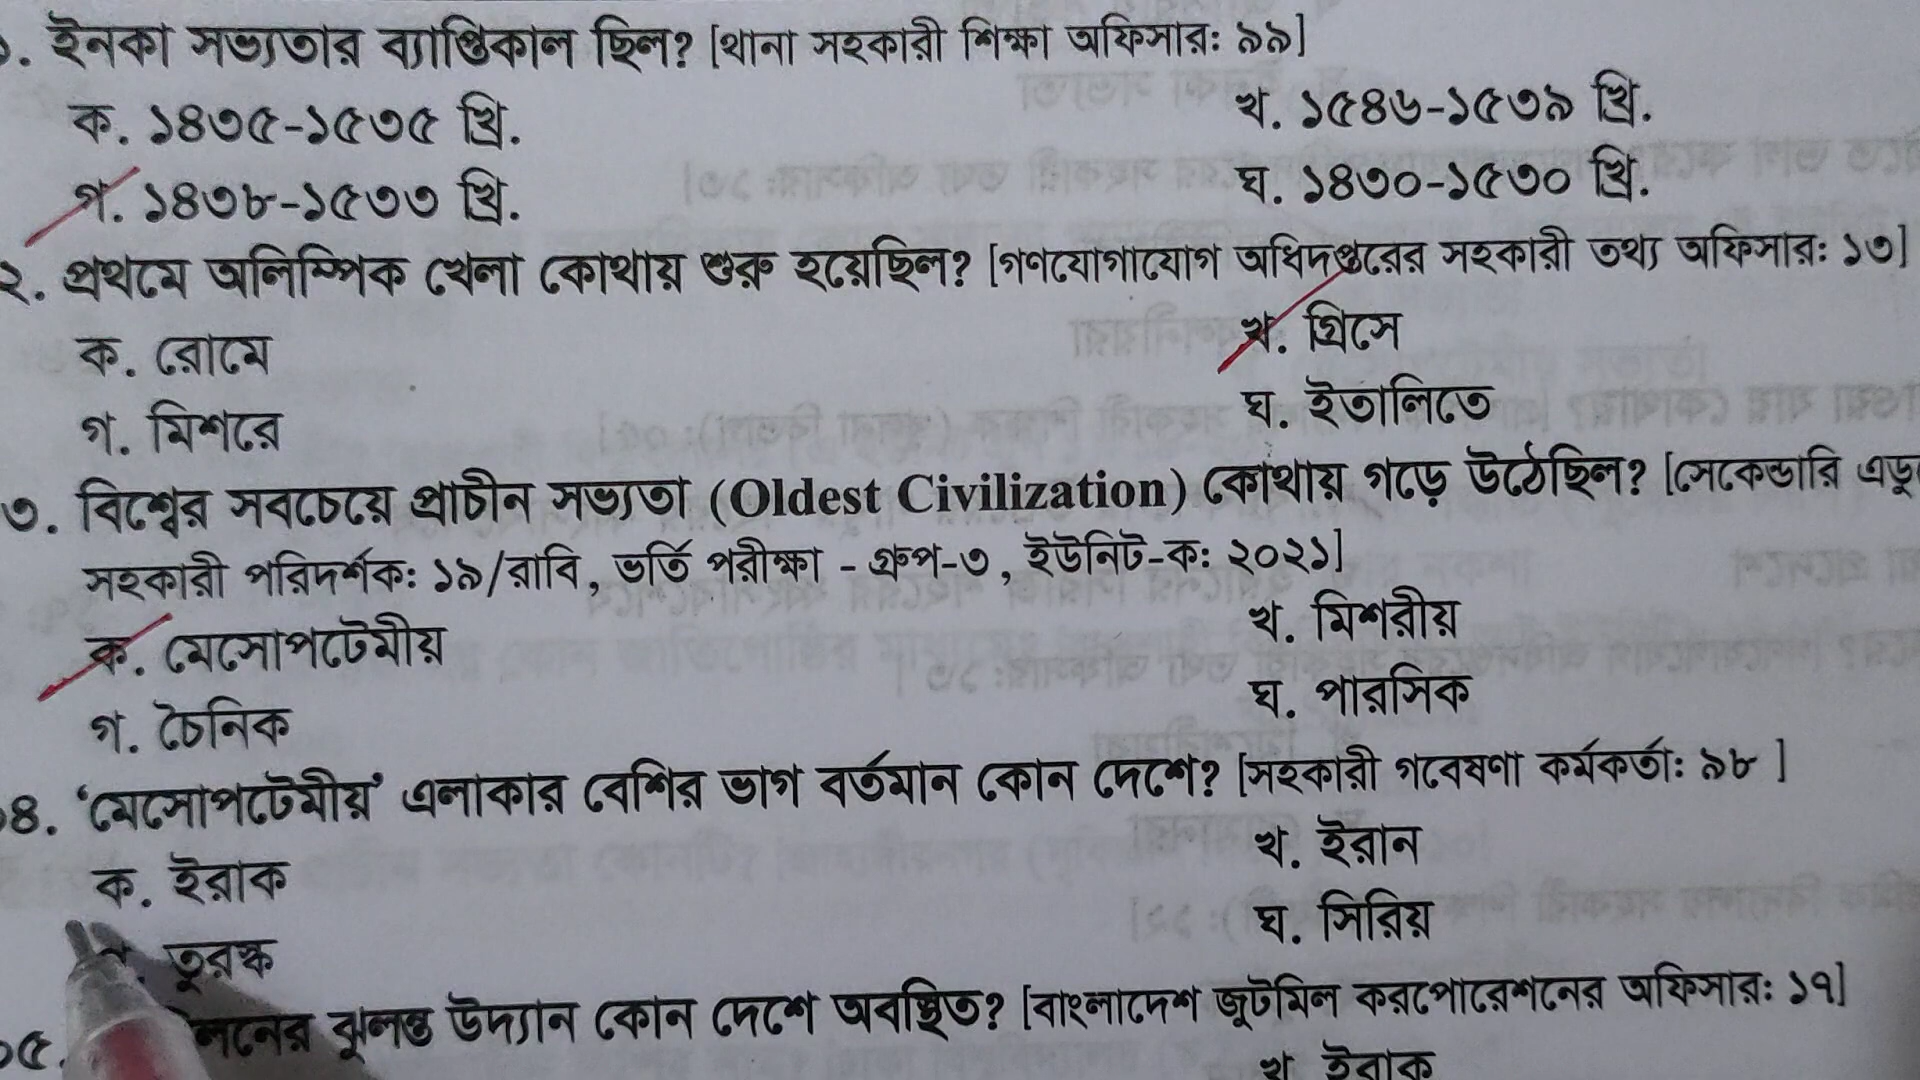 . ইনকা সভ্যতার ব্যাপ্তিকাল ছিল? [থানা সহকারী শিক্ষা অফিসার: ৯৯]
ক. ১৪৩৫-১৫৩৫ খ্রি.
খ. ১৫৪৬-১৫৩৯ খ্রি.
গ. ১৪৩৮-১৫৩৩ খ্রি.
ঘ. ১৪৩০-১৫৩০ খ্রি.
২. প্রথমে অলিম্পিক খেলা কোথায় শুরু হয়েছিল? [গণযোগাযোগ অধিদপ্তরের সহকারী তথ্য অফিসার: ১৩]
ক. রোমে
খ. গ্রিসে
গ. মিশরে
ঘ. ইতালিতে
৩. বিশ্বের সবচেয়ে প্রাচীন সভ্যতা (Oldest Civilization) কোথায় গড়ে উঠেছিল? [সেকেন্ডারি এডু
সহকারী পরিদর্শক: ১৯/রাবি, ভর্তি পরীক্ষা - গ্রুপ-৩, ইউনিট-ক: ২০২১]
ক. মেসোপটেমীয়
খ. মিশরীয়
গ. চৈনিক
ঘ. পারসিক
৪. ‘মেসোপটেমীয়’ এলাকার বেশির ভাগ বর্তমান কোন দেশে? [সহকারী গবেষণা কর্মকর্তা: ৯৮ ]
ক. ইরাক
খ. ইরান
তুরস্ক
ঘ. সিরিয়
১৫. লনের ঝুলন্ত উদ্যান কোন দেশে অবস্থিত? [বাংলাদেশ জুটমিল করপোরেশনের অফিসার: ১৭]
খ ইরাক